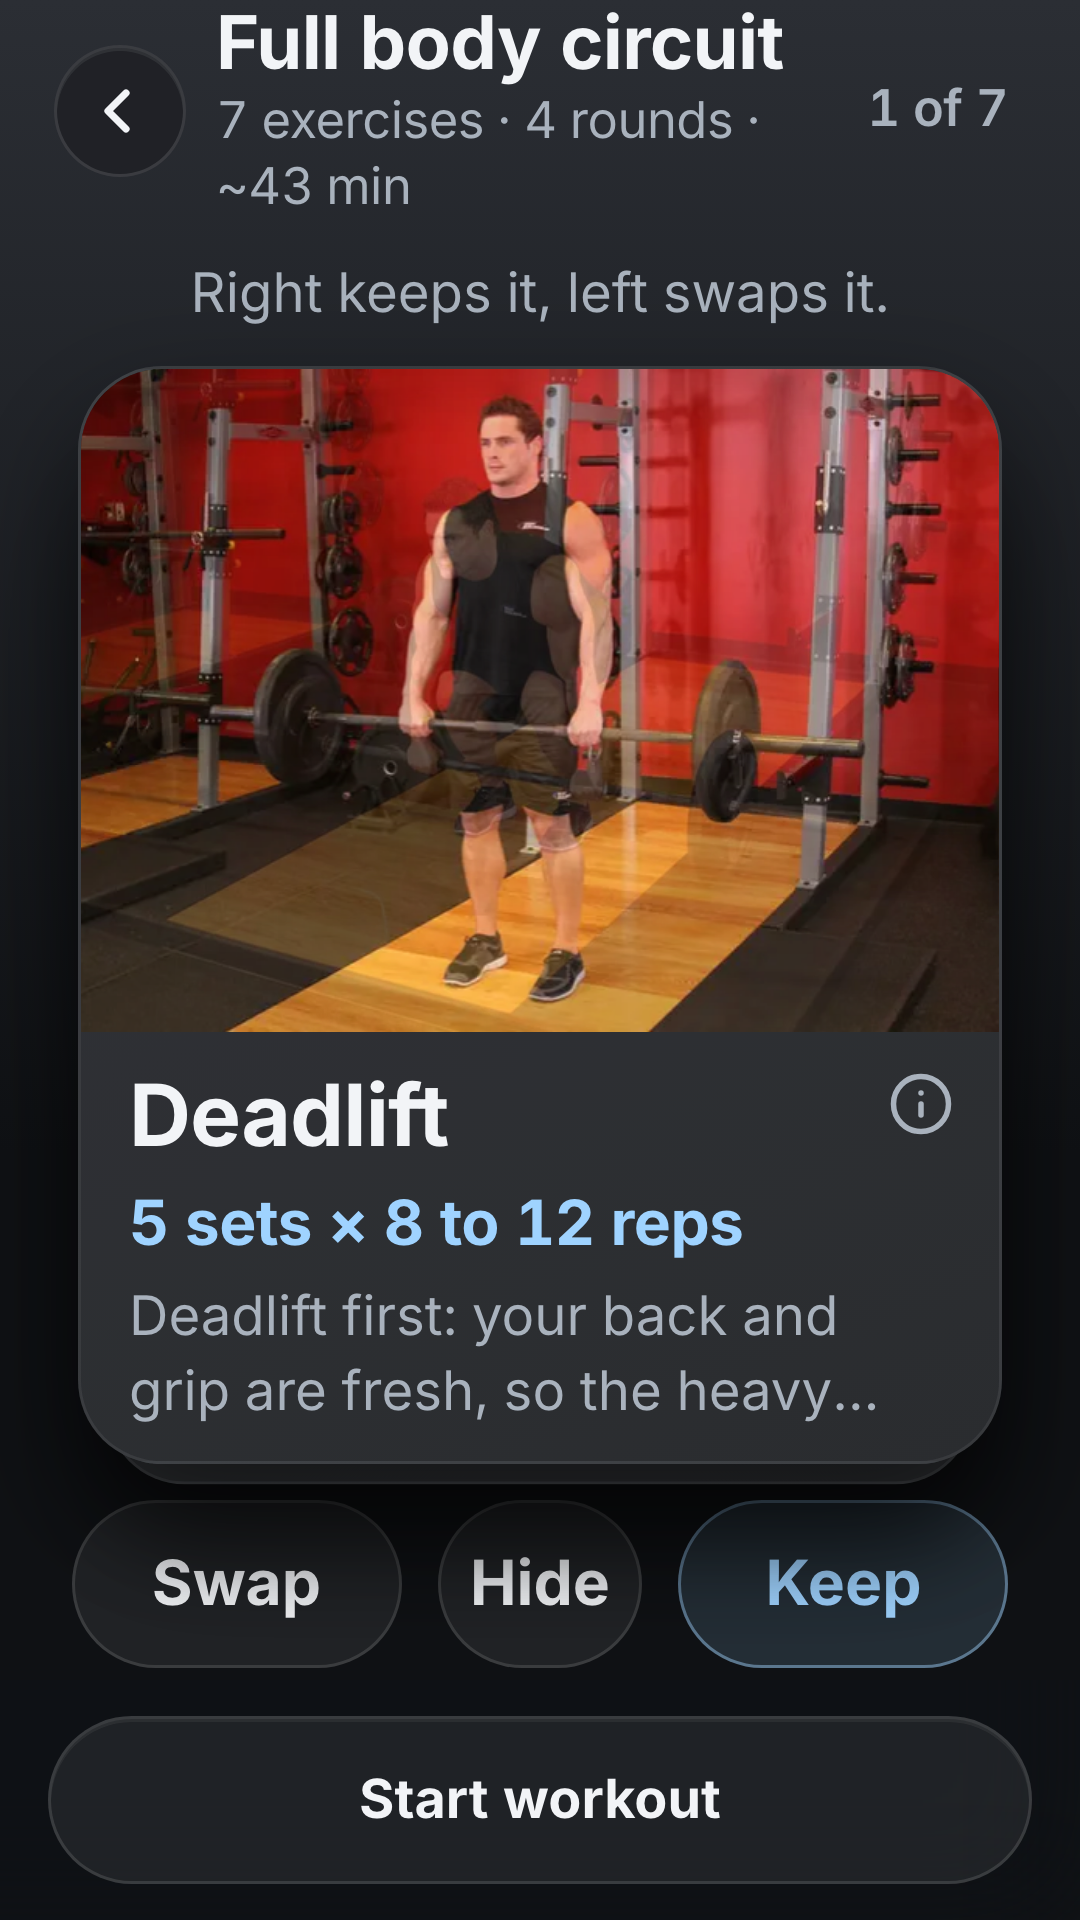 Full body circuit
7 exercises · 4 rounds ·
~43 min
1 of 7
Right keeps it, left swaps it.
Deadlift
5 sets × 8 to 12 reps
Deadlift first: your back and
grip are fresh, so the heavy...
Swap
Hide
Keep
Start workout